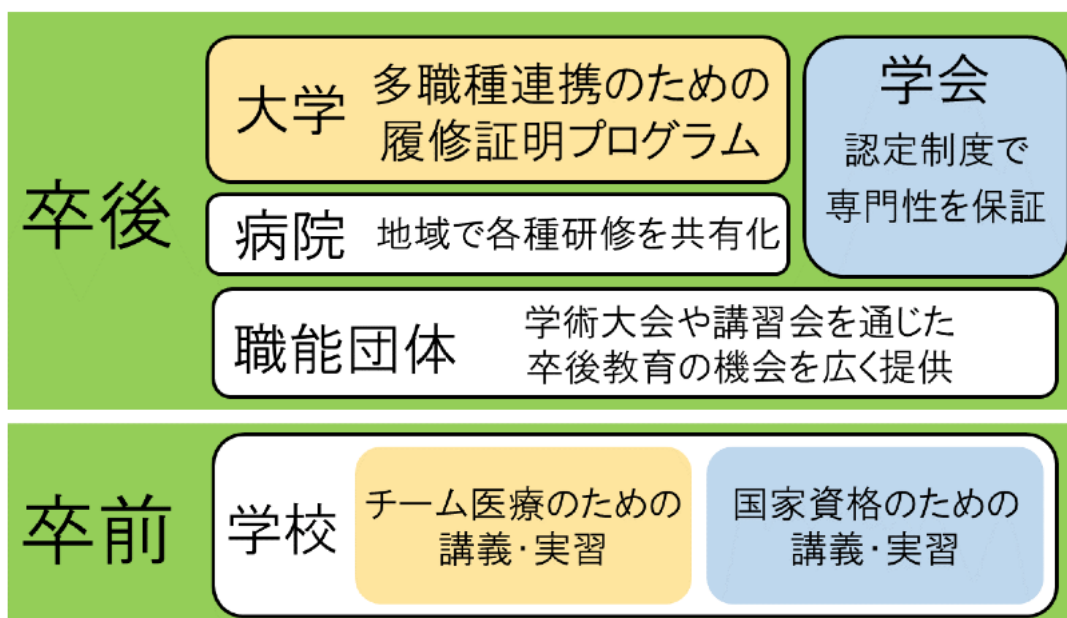 卒後
大学
多職種連携のための
履修証明プログラム
学会
認定制度で
専門性を保証
病院
地域で各種研修を共有化
職能団体
学術大会や講習会を通じた
卒後教育の機会を広く提供
卒前
学校
チーム医療のための
講義・実習
国家資格のための
講義・実習